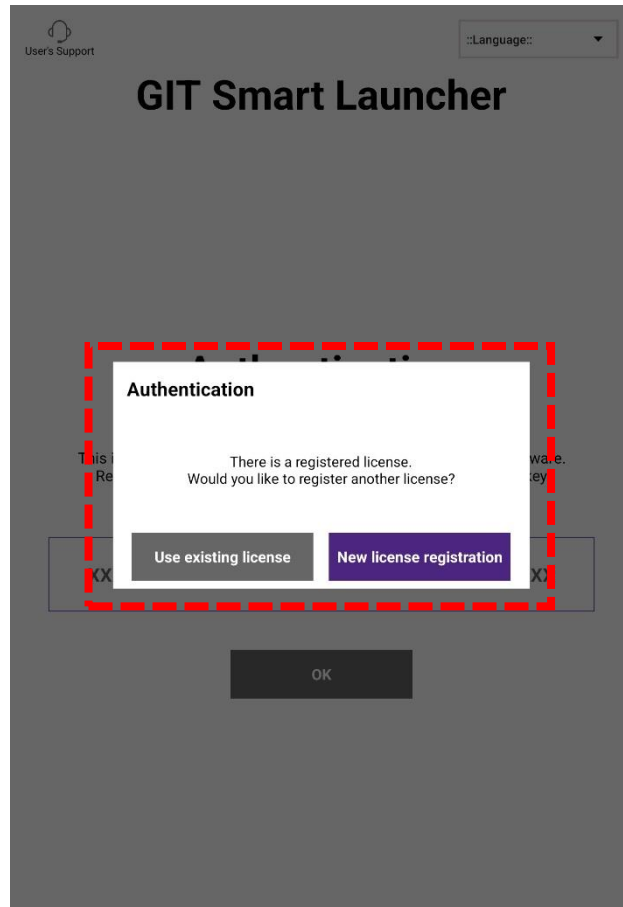 User's Support
::Language::
GIT Smart Launcher
Authentication
There is a registered license.
Would you like to register another license?
Use existing license
New license registration
XX
OK